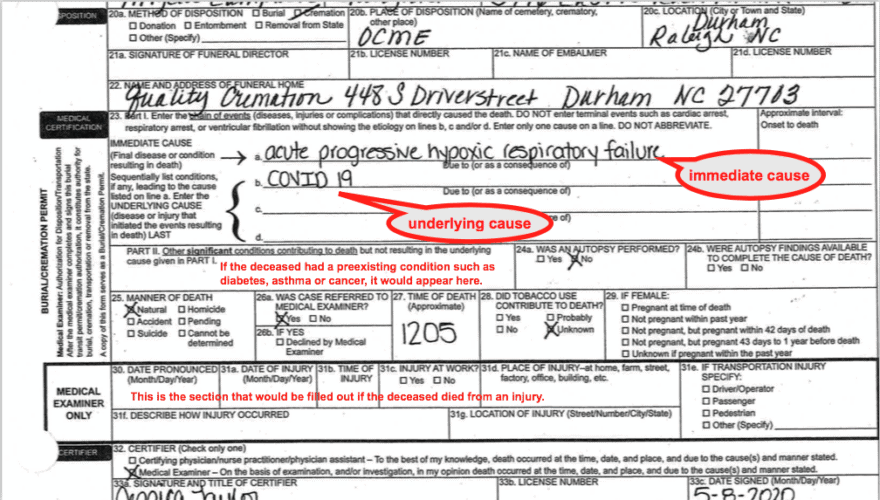 20a. METHOD OF DISPOSITION ☐ Burial ☒ Cremation
☐ Donation ☐ Entombment ☐ Removal from State
☐ Other (Specify)
20b. PLACE OF DISPOSITION (Name of cemetery, crematory,
other place)
OCME
20c. LOCATION (City or Town and State)
Durham
Raleigh NC
21a. SIGNATURE OF FUNERAL DIRECTOR
21b. LICENSE NUMBER
21c. NAME OF EMBALMER
21d. LICENSE NUMBER
22. NAME AND ADDRESS OF FUNERAL HOME
Quality Cremation 448 S Driver street Durham NC 27703
MEDICAL
CERTIFICATION
23. Part I. Enter the chain of events (diseases, injuries or complications) that directly caused the death. DO NOT enter terminal events such as cardiac arrest,
respiratory arrest, or ventricular fibrillation without showing the etiology on lines b, c and/or d. Enter only one cause on a line. DO NOT ABBREVIATE.
Approximate interval:
Onset to death
IMMEDIATE CAUSE
(Final disease or condition
resulting in death)
a. acute progressive hypoxic respiratory failure
Due to (or as a consequence of)
immediate cause
Sequentially list conditions,
if any, leading to the cause
listed on line a. Enter the
UNDERLYING CAUSE
(disease or injury that
initiated the events resulting
in death) LAST
b. COVID 19
Due to (or as a consequence of)
c.
underlying cause
of)
d.
BURIAL/CREMATION PERMIT
Medical Examiner: Authorization for Disposition/Transportation
After the medical examiner completes and signs this burial
transit permit/cremation authorization, it constitutes authority for
burial, cremation, transportation or removal from the state.
A copy of this form serves as a Burial/Cremation Permit.
PART II. Other significant conditions contributing to death but not resulting in the underlying
cause given in PART I.
If the deceased had a preexisting condition such as
diabetes, asthma or cancer, it would appear here.
24a. WAS AN AUTOPSY PERFORMED?
☐ Yes ☒ No
24b. WERE AUTOPSY FINDINGS AVAILABLE
TO COMPLETE THE CAUSE OF DEATH?
☐ Yes ☐ No
25. MANNER OF DEATH
☒ Natural ☐ Homicide
☐ Accident ☐ Pending
☐ Suicide ☐ Cannot be
determined
26a. WAS CASE REFERRED TO
MEDICAL EXAMINER?
☒ Yes ☐ No
26b. IF YES
☐ Declined by Medical
Examiner
27. TIME OF DEATH
(Approximate)
1205
28. DID TOBACCO USE
CONTRIBUTE TO DEATH?
☐ Yes ☐ Probably
☐ No ☒ Unknown
29. IF FEMALE:
☐ Pregnant at time of death
☐ Not pregnant within past year
☐ Not pregnant, but pregnant within 42 days of death
☐ Not pregnant, but pregnant 43 days to 1 year before death
☐ Unknown if pregnant within the past year
MEDICAL
EXAMINER
ONLY
30. DATE PRONOUNCED
(Month/Day/Year)
31a. DATE OF INJURY
(Month/Day/Year)
31b. TIME OF
INJURY
31c. INJURY AT WORK?
☐ Yes ☐ No
31d. PLACE OF INJURY–at home, farm, street,
factory, office, building, etc.
31e. IF TRANSPORTATION INJURY
SPECIFY:
☐ Driver/Operator
☐ Passenger
☐ Pedestrian
☐ Other (Specify)
This is the section that would be filled out if the deceased died from an injury.
31f. DESCRIBE HOW INJURY OCCURRED
31g. LOCATION OF INJURY (Street/Number/City/State)
CERTIFIER
32. CERTIFIER (Check only one)
☐ Certifying physician/nurse practitioner/physician assistant – To the best of my knowledge, death occurred at the time, date, and place, and due to the cause(s) and manner stated.
☒ Medical Examiner – On the basis of examination, and/or investigation, in my opinion death occurred at the time, date, and place, and due to the cause(s) and manner stated.
33a. SIGNATURE AND TITLE OF CERTIFIER
33b. LICENSE NUMBER
33c. DATE SIGNED (Month/Day/Year)
5-8-2020